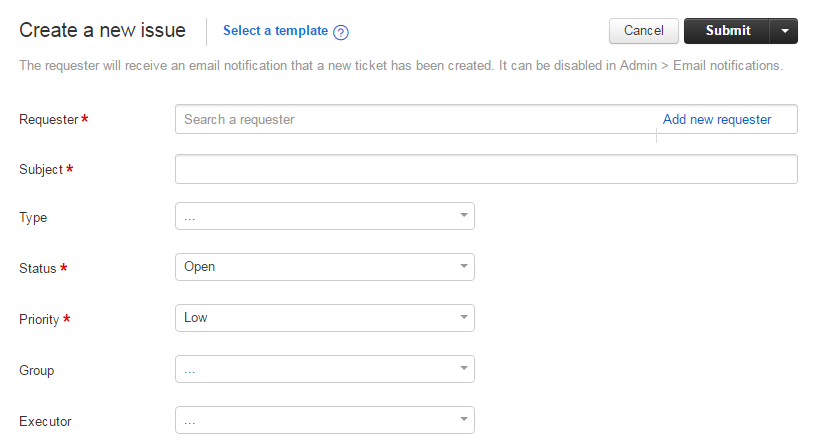 Create a new issue Select a template ? Cancel Submit
The requester will receive an email notification that a new ticket has been created. It can be disabled in Admin > Email notifications.
Requester * Search a requester Add new requester
Subject *
Type ...
Status * Open
Priority * Low
Group ...
Executor ...